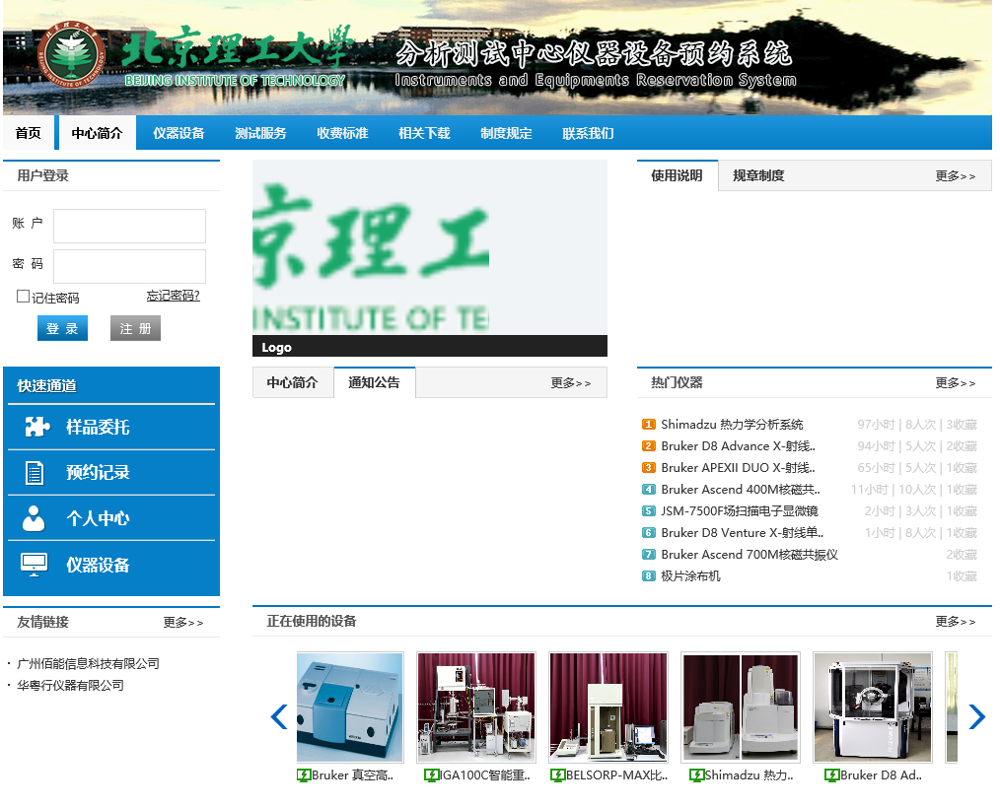 北京理工大学
BEIJING INSTITUTE OF TECHNOLOGY
分析测试中心仪器设备预约系统
Instruments and Equipments Reservation System
首页 中心简介 仪器设备 测试服务 收费标准 相关下载 制度规定 联系我们
用户登录
账 户
密 码
记住密码 忘记密码?
登 录 注 册
快速通道
样品委托
预约记录
个人中心
仪器设备
友情链接 更多>>
· 广州佰能信息科技有限公司
· 华粤行仪器有限公司
京理工
INSTITUTE OF TE
Logo
中心简介 通知公告 更多>>
使用说明 规章制度 更多>>
热门仪器 更多>>
1 Shimadzu 热力学分析系统 97小时 | 8人次 | 3收藏
2 Bruker D8 Advance X-射线.. 94小时 | 5人次 | 2收藏
3 Bruker APEXII DUO X-射线.. 65小时 | 5人次 | 1收藏
4 Bruker Ascend 400M核磁共.. 11小时 | 10人次 | 1收藏
5 JSM-7500F场扫描电子显微镜 2小时 | 3人次 | 1收藏
6 Bruker D8 Venture X-射线单.. 1小时 | 8人次 | 1收藏
7 Bruker Ascend 700M核磁共振仪 2收藏
8 极片涂布机 1收藏
正在使用的设备 更多>>
Bruker 真空高.. IGA100C智能重.. BELSORP-MAX比.. Shimadzu 热力.. Bruker D8 Ad..